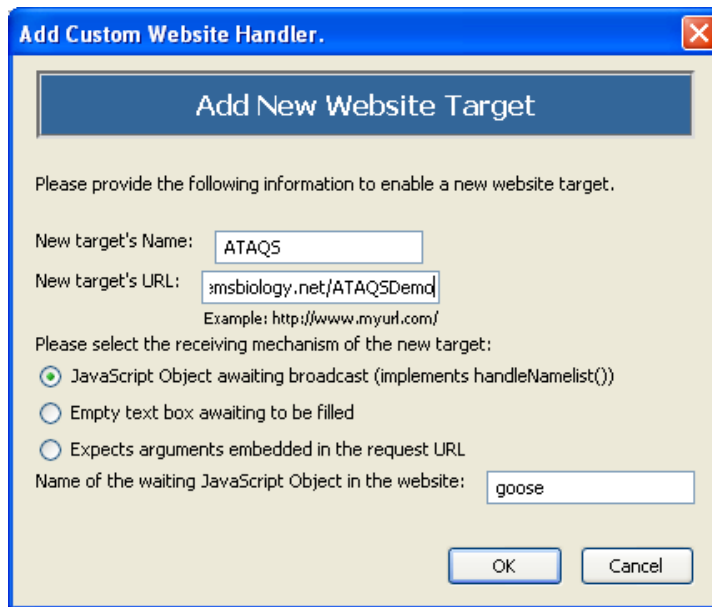 Add Custom Website Handler.
Add New Website Target
Please provide the following information to enable a new website target.
New target's Name: ATAQS
New target's URL: emsbiology.net/ATAQSDemo
Example: http://www.myurl.com/
Please select the receiving mechanism of the new target:
JavaScript Object awaiting broadcast (implements handleNamelist())
Empty text box awaiting to be filled
Expects arguments embedded in the request URL
Name of the waiting JavaScript Object in the website: goose
OK Cancel